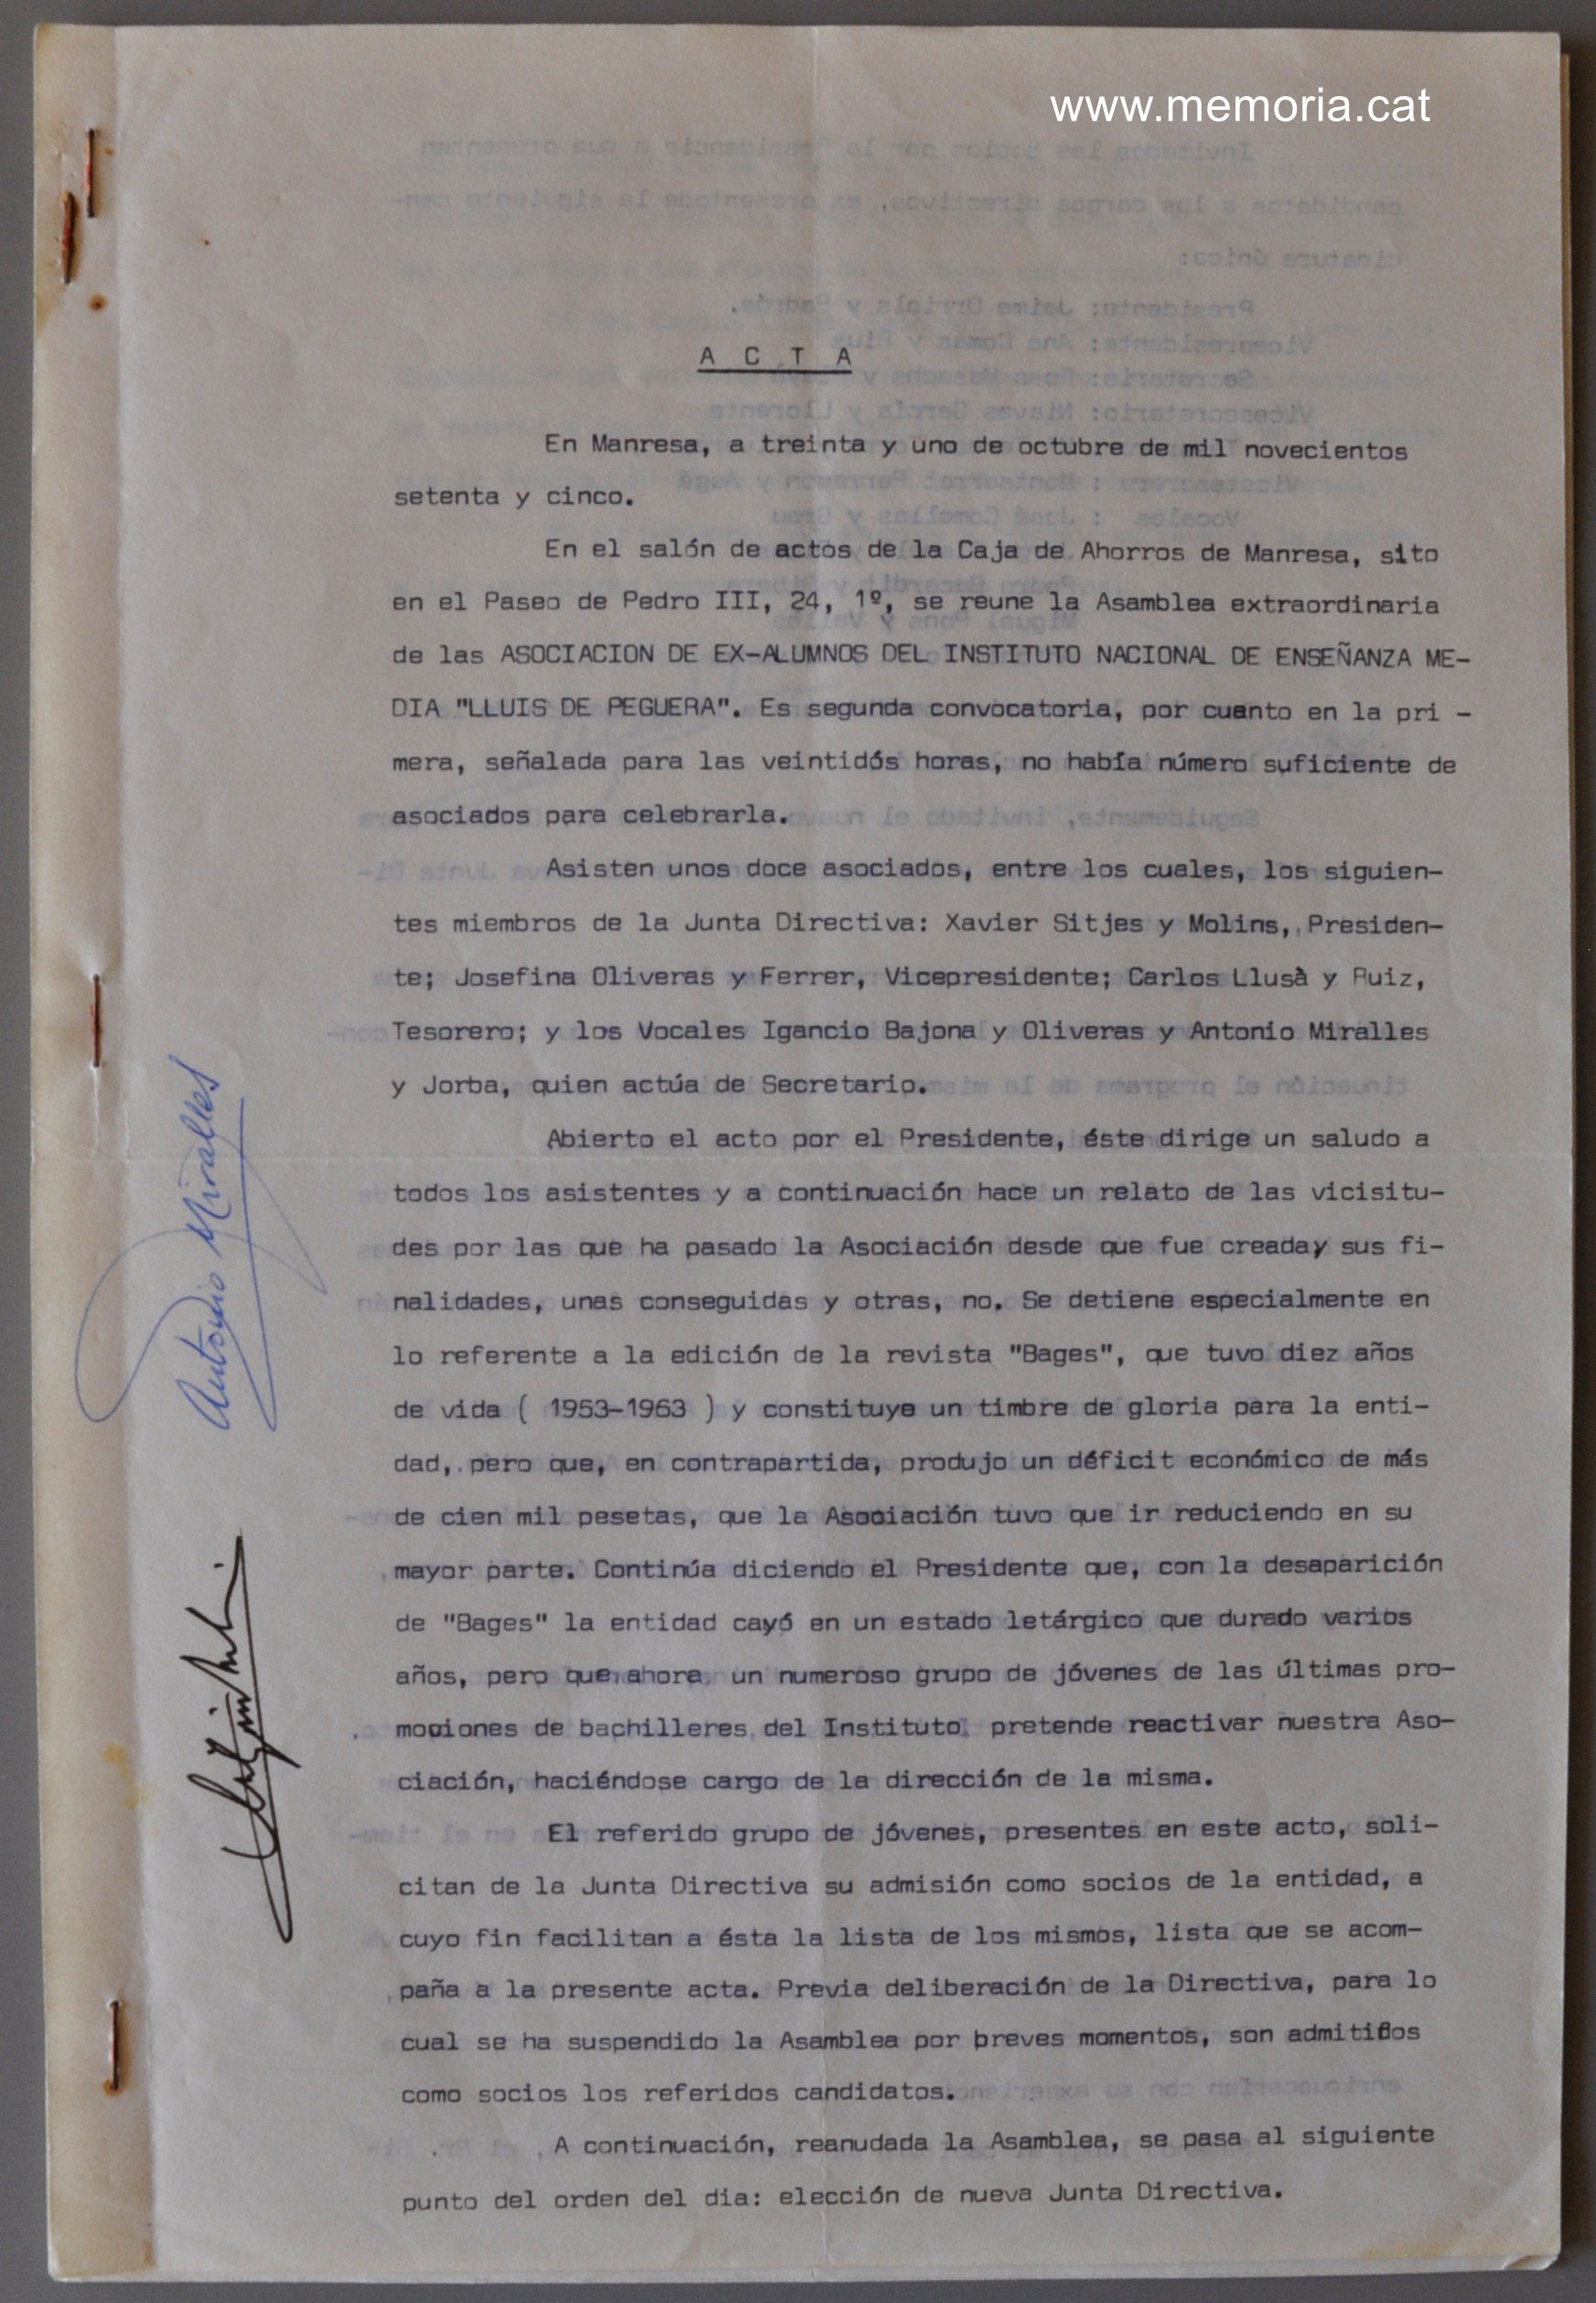 www.memoria.cat
A C T A
En Manresa, a treinta y uno de octubre de mil novecientos
setenta y cinco.
En el salón de actos de la Caja de Ahorros de Manresa, sito
en el Paseo de Pedro III, 24, 1º, se reune la Asamblea extraordinaria
de las ASOCIACION DE EX-ALUMNOS DEL INSTITUTO NACIONAL DE ENSEÑANZA ME-
DIA "LLUIS DE PEGUERA". Es segunda convocatoria, por cuanto en la pri -
mera, señalada para las veintidós horas, no había número suficiente de
asociados para celebrarla.
Asisten unos doce asociados, entre los cuales, los siguien-
tes miembros de la Junta Directiva: Xavier Sitjes y Molins, Presiden-
te; Josefina Oliveras y Ferrer, Vicepresidente; Carlos Llusà y Ruiz,
Tesorero; y los Vocales Igancio Bajona y Oliveras y Antonio Miralles
y Jorba, quien actúa de Secretario.
Abierto el acto por el Presidente, éste dirige un saludo a
todos los asistentes y a continuación hace un relato de las vicisitu-
des por las que ha pasado la Asociación desde que fue creaday sus fi-
nalidades, unas conseguidas y otras, no. Se detiene especialmente en
lo referente a la edición de la revista "Bages", que tuvo diez años
de vida ( 1953-1963 ) y constituye un timbre de gloria para la enti-
dad, pero que, en contrapartida, produjo un déficit económico de más
de cien mil pesetas, que la Asociación tuvo que ir reduciendo en su
mayor parte. Continúa diciendo el Presidente que, con la desaparición
de "Bages" la entidad cayó en un estado letárgico que durado varios
años, pero que ahora un numeroso grupo de jóvenes de las últimas pro-
mociones de bachilleres del Instituto pretende reactivar nuestra Aso-
ciación, haciéndose cargo de la dirección de la misma.
El referido grupo de jóvenes, presentes en este acto, soli-
citan de la Junta Directiva su admisión como socios de la entidad, a
cuyo fin facilitan a ésta la lista de los mismos, lista que se acom-
paña a la presente acta. Previa deliberación de la Directiva, para lo
cual se ha suspendido la Asamblea por breves momentos, son admitidos
como socios los referidos candidatos.
A continuación, reanudada la Asamblea, se pasa al siguiente
punto del orden del dia: elección de nueva Junta Directiva.
Antonio Miralles